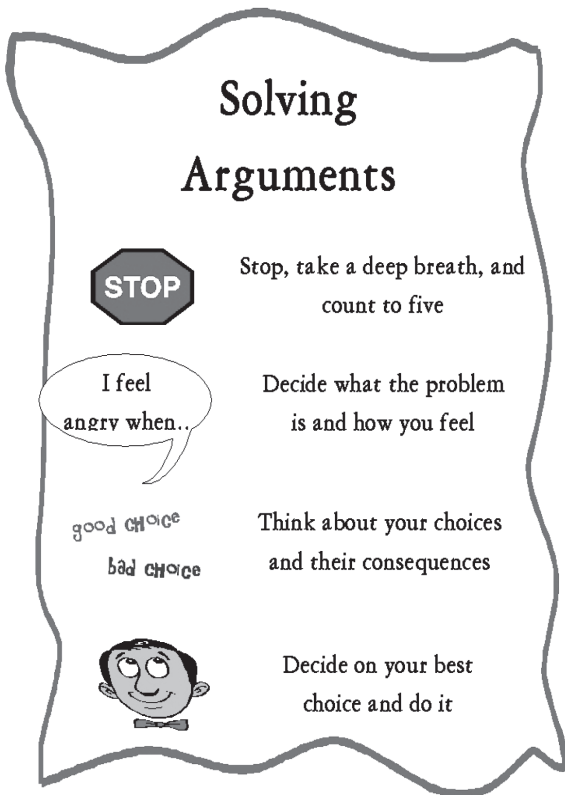 Solving
Arguments
STOP
Stop, take a deep breath, and
count to five
I feel
angry when..
Decide what the problem
is and how you feel
good choice
bad choice
Think about your choices
and their consequences
Decide on your best
choice and do it